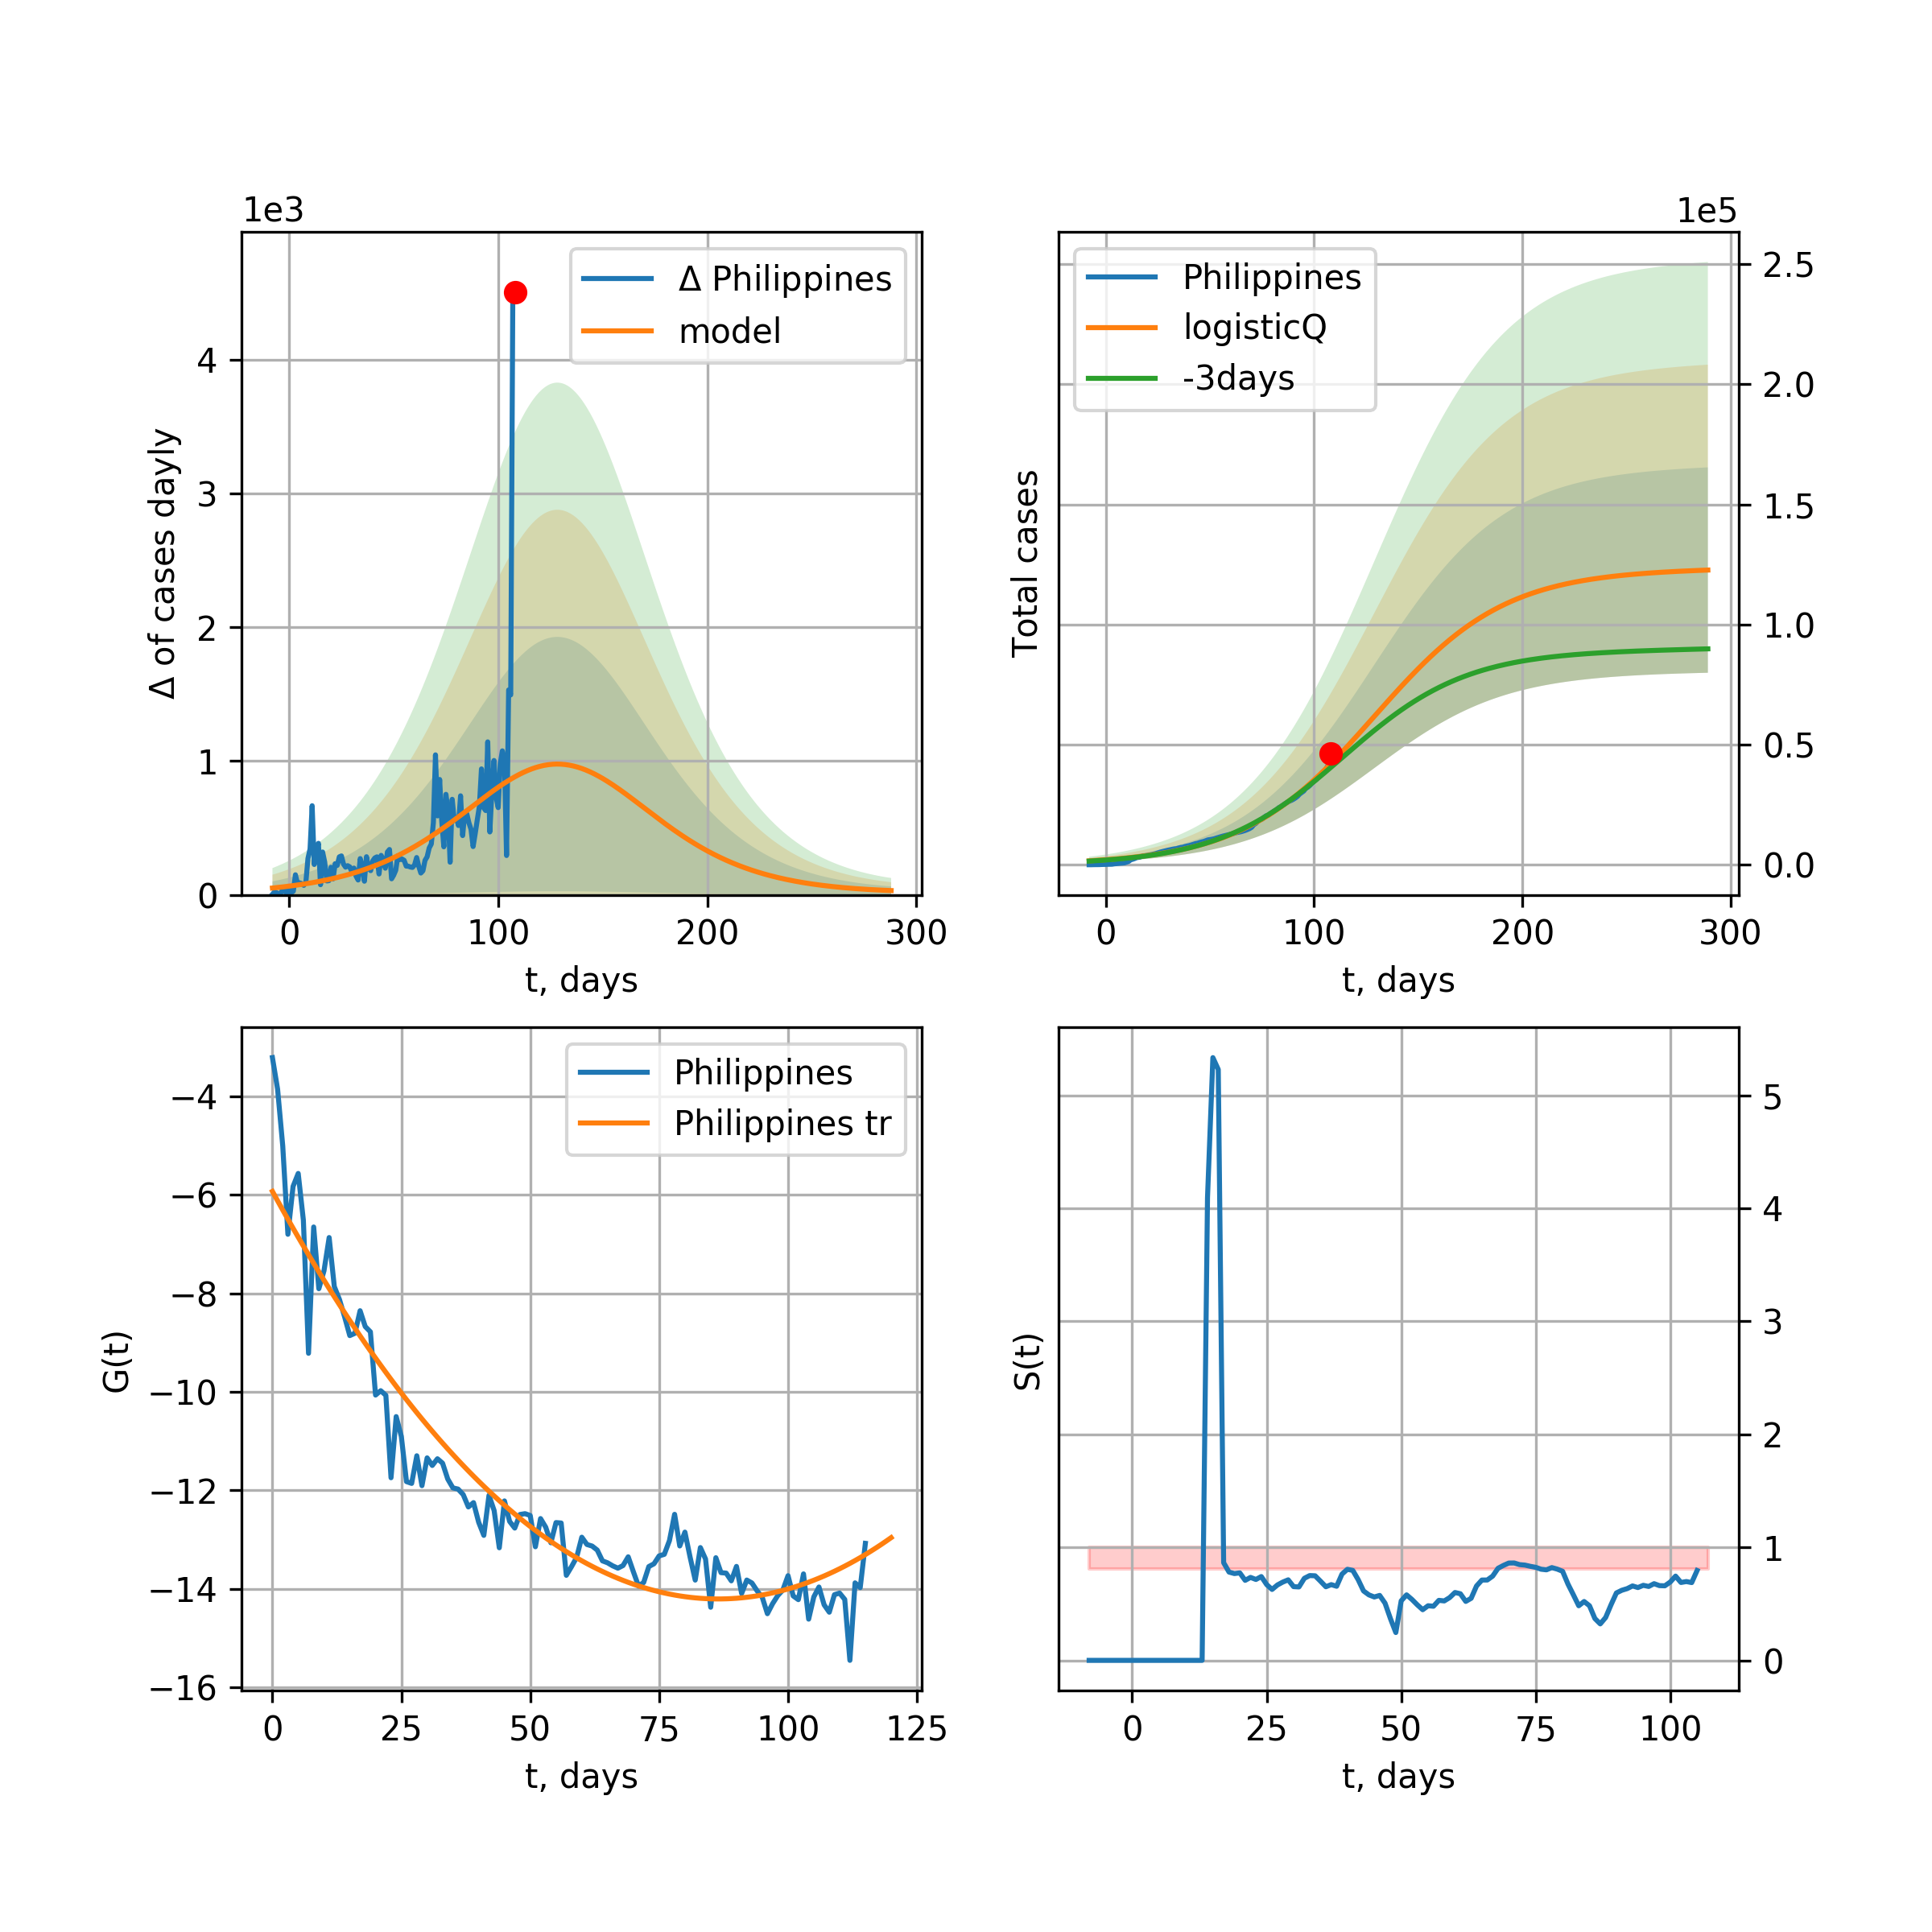 1e3
Δ of cases dayly
4
3
2
1
0
0 100 200 300
t, days
Δ Philippines
model
1e5
Total cases
2.5
2.0
1.5
1.0
0.5
0.0
0 100 200 300
t, days
Philippines
logisticQ
-3days
G(t)
−4
−6
−8
−10
−12
−14
−16
0 25 50 75 100 125
t, days
Philippines
Philippines tr
S(t)
5
4
3
2
1
0
0 25 50 75 100
t, days